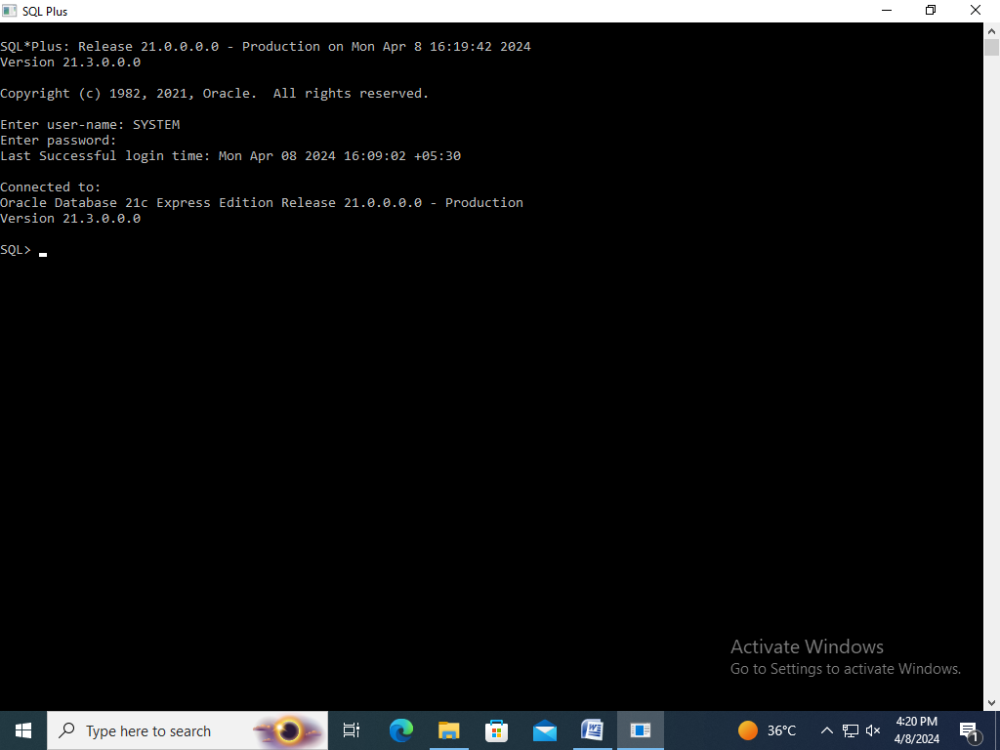 SQL Plus
SQL*Plus: Release 21.0.0.0.0 - Production on Mon Apr 8 16:19:42 2024
Version 21.3.0.0.0
Copyright (c) 1982, 2021, Oracle.  All rights reserved.
Enter user-name: SYSTEM
Enter password:
Last Successful login time: Mon Apr 08 2024 16:09:02 +05:30
Connected to:
Oracle Database 21c Express Edition Release 21.0.0.0.0 - Production
Version 21.3.0.0.0
SQL>
Activate Windows
Go to Settings to activate Windows.
Type here to search
36°C
4:20 PM
4/8/2024
1